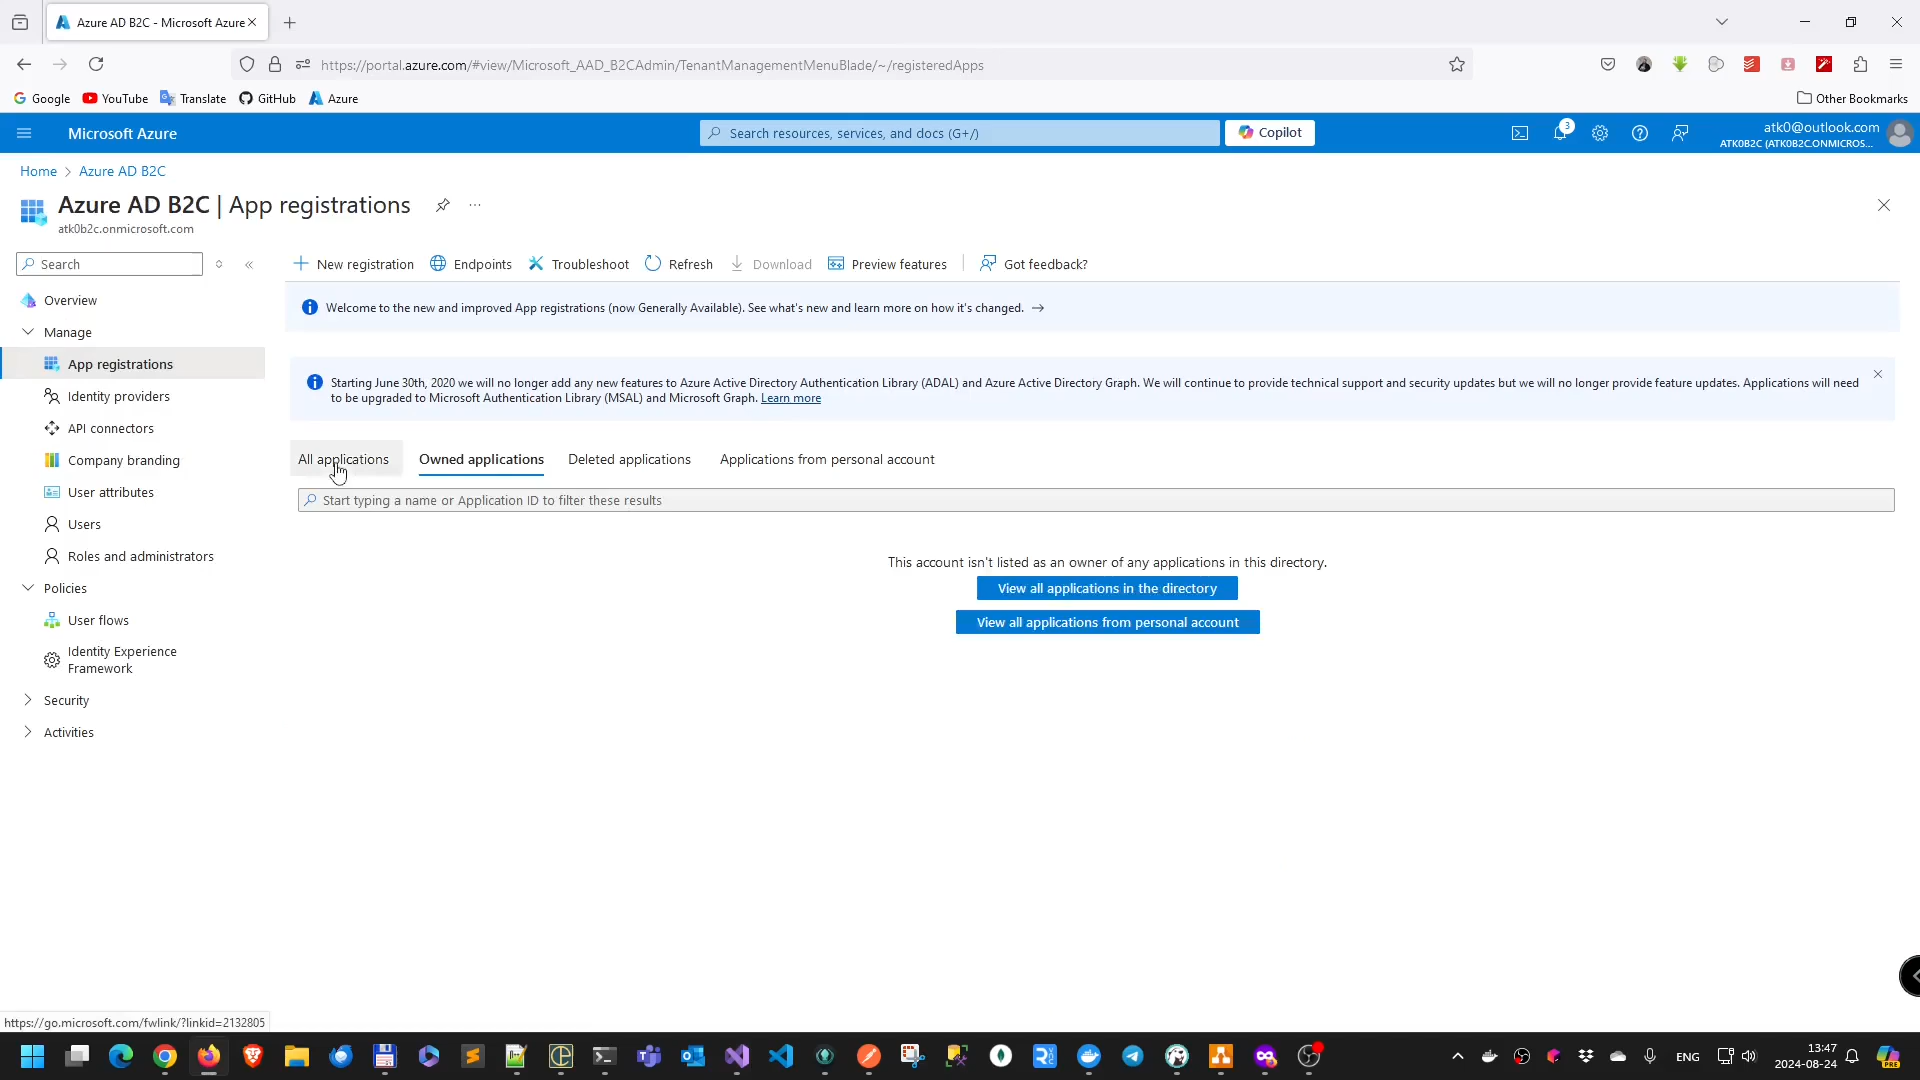 Azure AD B2C - Microsoft Azure
https://portal.azure.com/#view/Microsoft_AAD_B2CAdmin/TenantManagementMenuBlade/~/registeredApps
Google YouTube Translate GitHub Azure Other Bookmarks
Microsoft Azure
Search resources, services, and docs (G+/)
Copilot
3
atk0@outlook.com
ATK0B2C (ATK0B2C.ONMICROS...
Home > Azure AD B2C
Azure AD B2C | App registrations
atk0b2c.onmicrosoft.com
Search
New registration Endpoints Troubleshoot Refresh Download Preview features Got feedback?
Overview
Manage
App registrations
Identity providers
API connectors
Company branding
User attributes
Users
Roles and administrators
Policies
User flows
Identity Experience
Framework
Security
Activities
Welcome to the new and improved App registrations (now Generally Available). See what's new and learn more on how it's changed.
Starting June 30th, 2020 we will no longer add any new features to Azure Active Directory Authentication Library (ADAL) and Azure Active Directory Graph. We will continue to provide technical support and security updates but we will no longer provide feature updates. Applications will need
to be upgraded to Microsoft Authentication Library (MSAL) and Microsoft Graph. Learn more
All applications Owned applications Deleted applications Applications from personal account
Start typing a name or Application ID to filter these results
This account isn't listed as an owner of any applications in this directory.
View all applications in the directory
View all applications from personal account
https://go.microsoft.com/fwlink/?linkid=2132805
ENG
13:47
2024-08-24
PRE